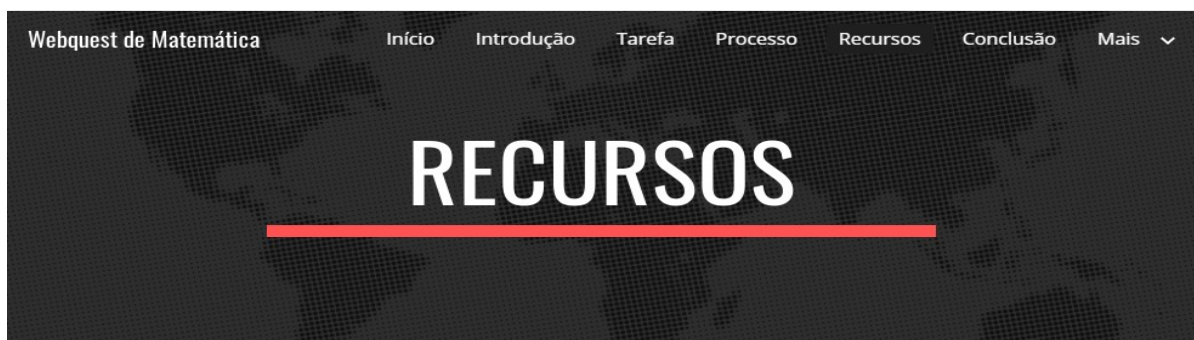 Webquest de Matemática Início Introdução Tarefa Processo Recursos Conclusão Mais
RECURSOS